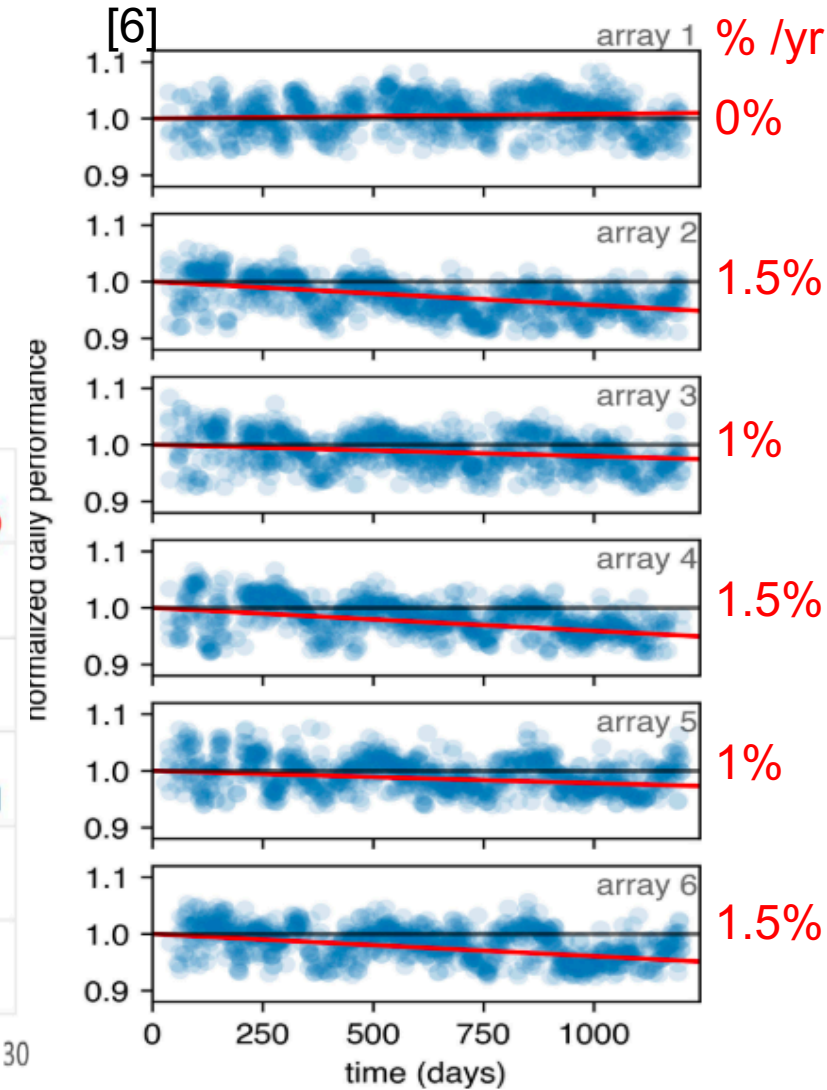 [6]
% /yr
normalized daily performance
array 1
1.1
1.0
0.9
0%
array 2
1.1
1.0
0.9
1.5%
array 3
1.1
1.0
0.9
1%
array 4
1.1
1.0
0.9
1.5%
array 5
1.1
1.0
0.9
1%
array 6
1.1
1.0
0.9
1.5%
0 250 500 750 1000
time (days)
30